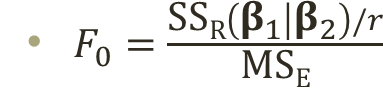 • F₀ = SS_R(𝛃₁|𝛃₂)/r / MS_E